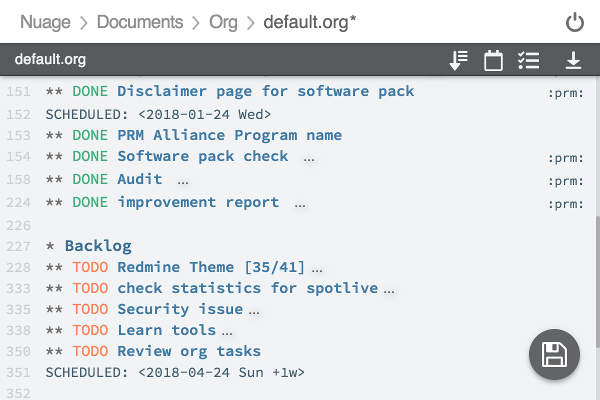 Nuage > Documents > Org > default.org*
default.org
151 ** DONE Disclaimer page for software pack :prm:
152 SCHEDULED: <2018-01-24 Wed>
153 ** DONE PRM Alliance Program name
154 ** DONE Software pack check ... :prm:
158 ** DONE Audit ... :prm:
224 ** DONE improvement report ... :prm:
226
227 * Backlog
228 ** TODO Redmine Theme [35/41]...
333 ** TODO check statistics for spotlive...
335 ** TODO Security issue...
338 ** TODO Learn tools...
350 ** TODO Review org tasks
351 SCHEDULED: <2018-04-24 Sun +1w>
352